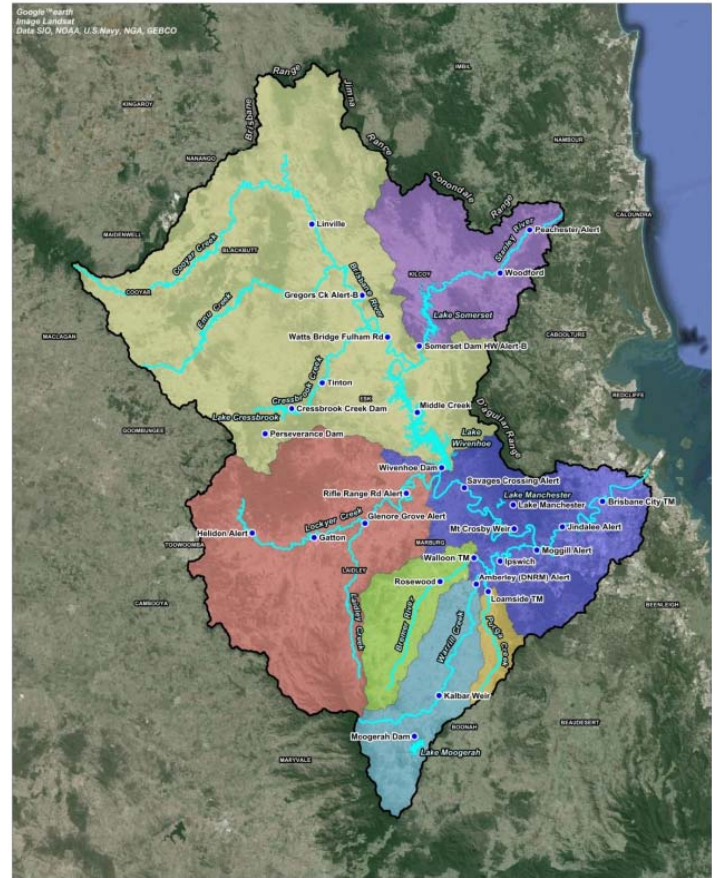 Google™earth
Image Landsat
Data SIO, NOAA, U.S.Navy, NGA, GEBCO
Brisbane
Range
Jimna
Range
IMBIL
KINGAROY
NANANGO
NAMBOUR
Conondale
Range
MAIDENWELL
Cooyar Creek
Linville
BLACKBUTT
Stanley River
Peachester Alert
CALOUNDRA
COOYAR
Emu Creek
Gregors Ck Alert-B
Brisbane River
KILCOY
Woodford
Lake Somerset
MACLAGAN
Watts Bridge Fulham Rd
Somerset Dam HW Alert-B
CABOOLTURE
Cressbrook Creek
Tinton
ESK
REDCLIFFE
Lake Cressbrook
Cressbrook Creek Dam
Middle Creek
D'aguilar Range
GOOMBUNGEE
Perseverance Dam
Lake
Wivenhoe
Wivenhoe Dam
Savages Crossing Alert
Rifle Range Rd Alert
Lake Manchester
Lake Manchester
Brisbane City TM
Lockyer Creek
Glenore Grove Alert
Helidon Alert
Gatton
Mt Crosby Weir
Jindalee Alert
TOOWOOMBA
MARBURG
Moggill Alert
Walloon TM
Ipswich
LAIDLEY
Rosewood
Amberley (DNRM) Alert
Loamside TM
CAMBOOYA
Laidley Creek
Bremer River
Warrill Creek
Purga Creek
BEENLEIGH
Kalbar Weir
BOONAH
BEAUDESERT
Moogerah Dam
Lake Moogerah
MARYVALE